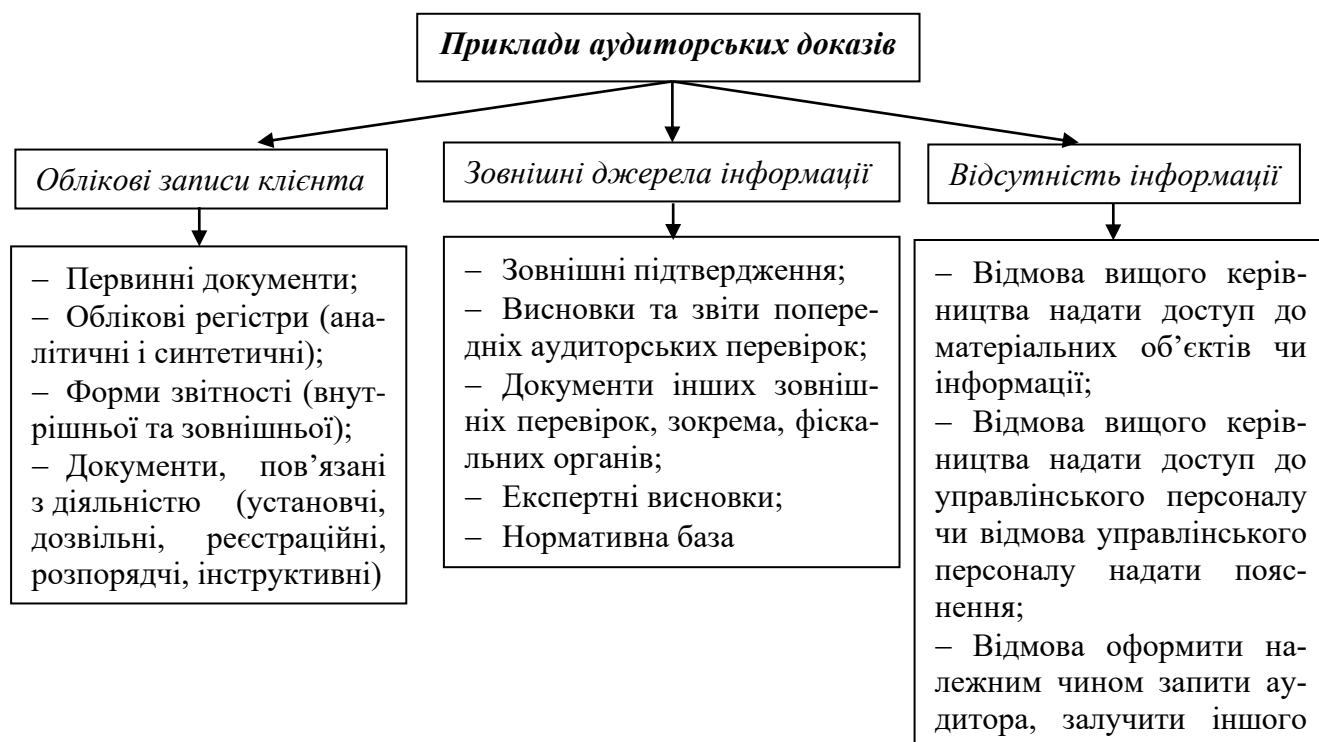 Приклади аудиторських доказів
Облікові записи клієнта
Зовнішні джерела інформації
Відсутність інформації
− Первинні документи;
− Облікові регістри (ана-
літичні і синтетичні);
− Форми звітності (внут-
рішньої та зовнішньої);
− Документи, пов’язані
з діяльністю (установчі,
дозвільні, реєстраційні,
розпорядчі, інструктивні)
− Зовнішні підтвердження;
− Висновки та звіти попере-
дніх аудиторських перевірок;
− Документи інших зовніш-
ніх перевірок, зокрема, фіска-
льних органів;
− Експертні висновки;
− Нормативна база
− Відмова вищого керів-
ництва надати доступ до
матеріальних об’єктів чи
інформації;
− Відмова вищого керів-
ництва надати доступ до
управлінського персоналу
чи відмова управлінського
персоналу надати пояс-
нення;
− Відмова оформити на-
лежним чином запити ау-
дитора, залучити іншого